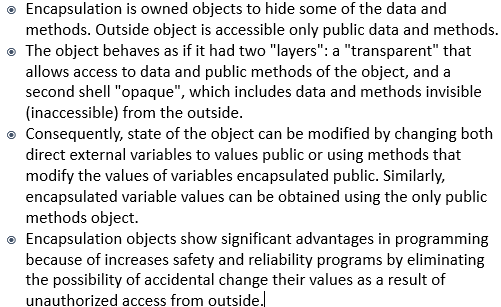 Encapsulation is owned objects to hide some of the data and
methods. Outside object is accessible only public data and methods.
The object behaves as if it had two "layers": a "transparent" that
allows access to data and public methods of the object, and a
second shell "opaque", which includes data and methods invisible
(inaccessible) from the outside.
Consequently, state of the object can be modified by changing both
direct external variables to values public or using methods that
modify the values of variables encapsulated public. Similarly,
encapsulated variable values can be obtained using the only public
methods object.
Encapsulation objects show significant advantages in programming
because of increases safety and reliability programs by eliminating
the possibility of accidental change their values as a result of
unauthorized access from outside.